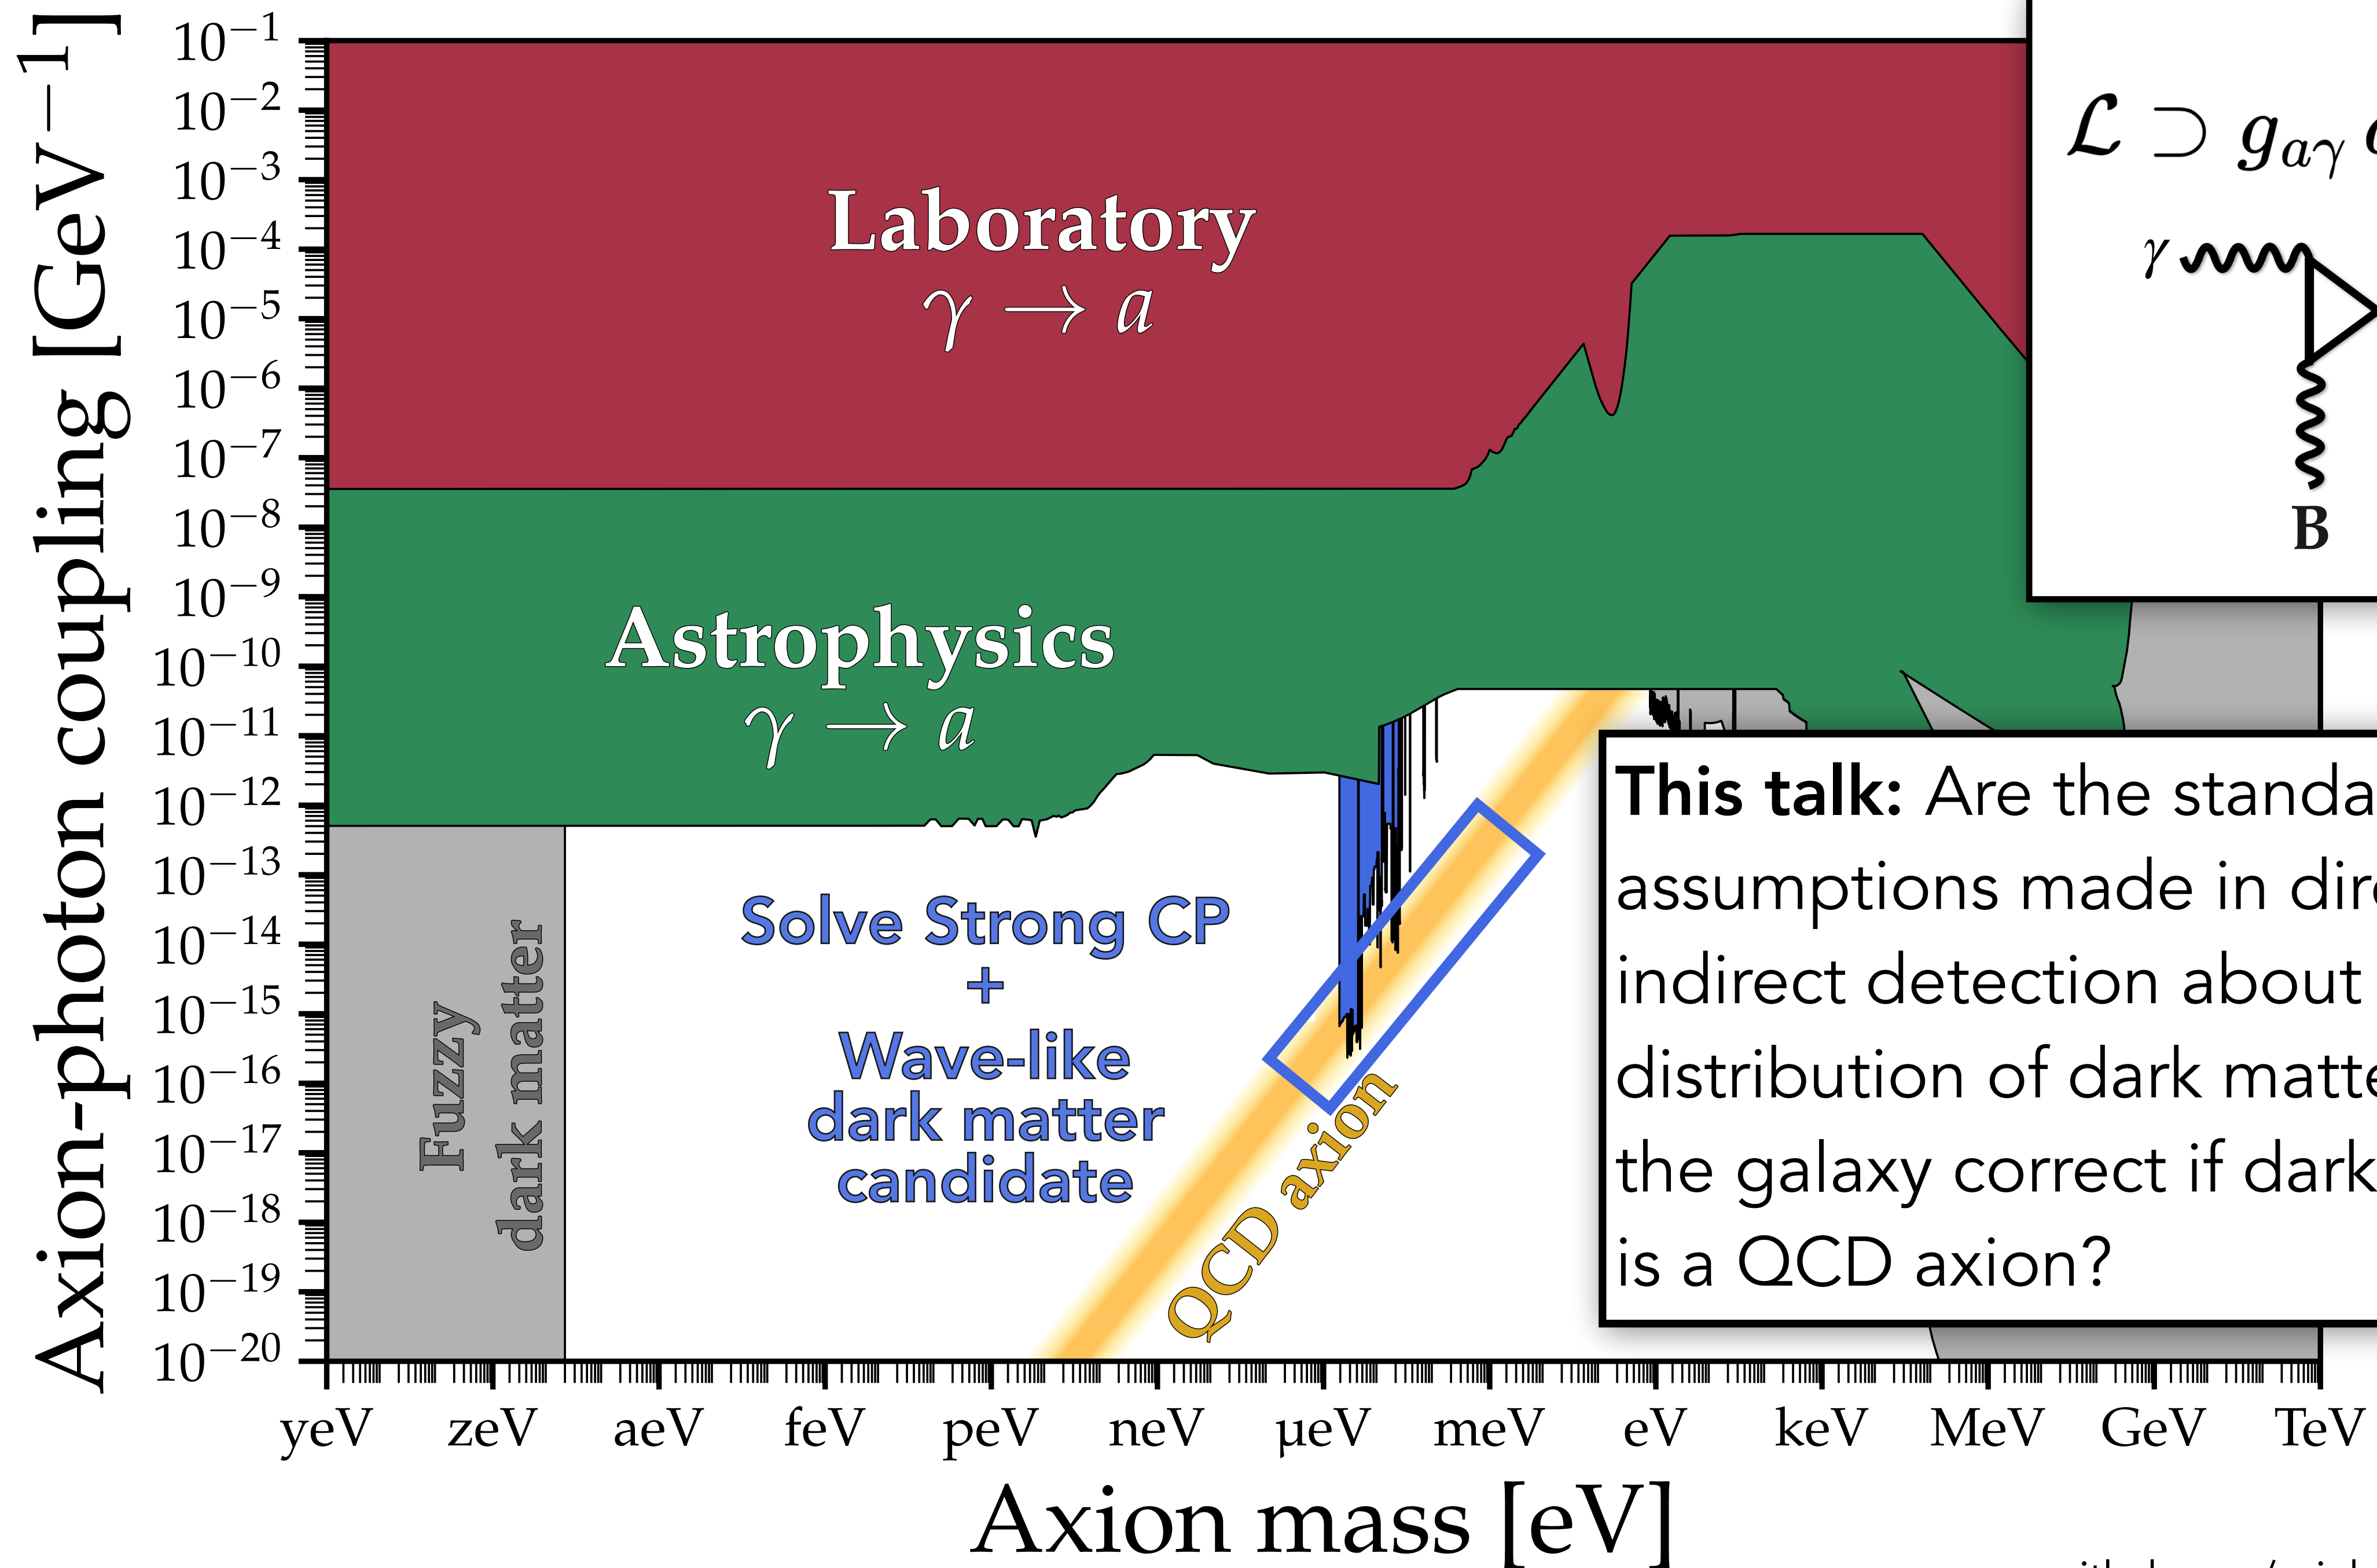 Axion-photon coupling [GeV⁻¹]
10⁻¹
10⁻²
10⁻³
10⁻⁴
10⁻⁵
10⁻⁶
10⁻⁷
10⁻⁸
10⁻⁹
10⁻¹⁰
10⁻¹¹
10⁻¹²
10⁻¹³
10⁻¹⁴
10⁻¹⁵
10⁻¹⁶
10⁻¹⁷
10⁻¹⁸
10⁻¹⁹
10⁻²⁰
Laboratory
γ → a
Astrophysics
γ → a
ℒ ⊃ g_{aγ}
γ
B
Fuzzy
dark matter
Solve Strong CP
+
Wave-like
dark matter
candidate
QCD axion
This talk: Are the
assumptions made in
indirect detection about
distribution of dark
the galaxy correct if dark
is a QCD axion?
yeV zeV aeV feV peV neV µeV meV eV keV MeV GeV TeV
Axion mass [eV]